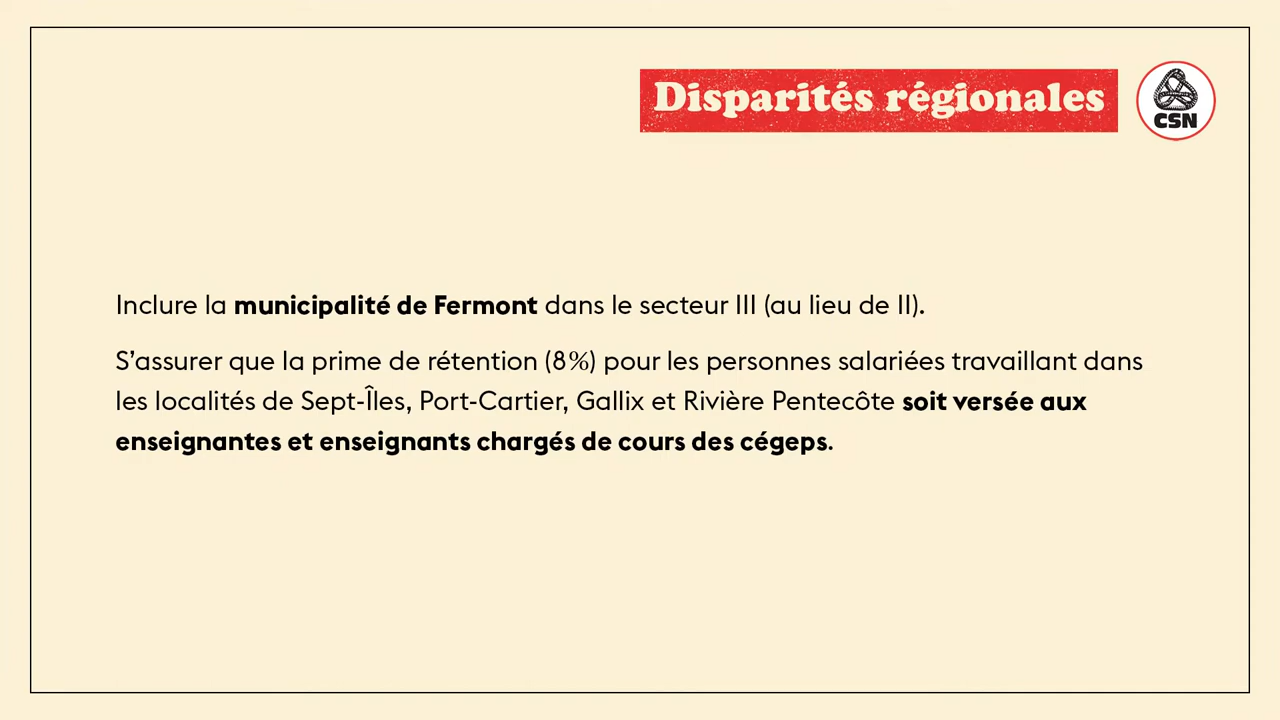 Disparités régionales
CSN
Inclure la municipalité de Fermont dans le secteur III (au lieu de II).
S’assurer que la prime de rétention (8%) pour les personnes salariées travaillant dans
les localités de Sept-Îles, Port-Cartier, Gallix et Rivière Pentecôte soit versée aux
enseignantes et enseignants chargés de cours des cégeps.